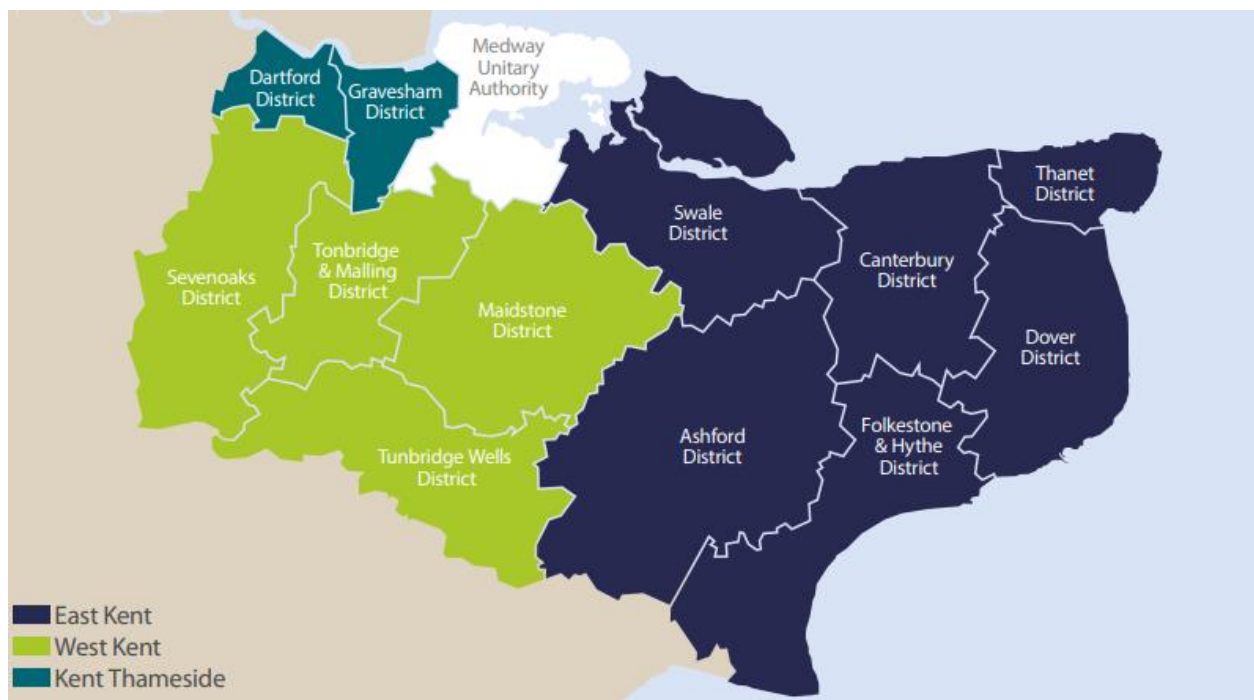 Medway
Unitary
Authority
Dartford
District
Gravesham
District
Thanet
District
Swale
District
Canterbury
District
Tonbridge
& Malling
District
Sevenoaks
District
Maidstone
District
Dover
District
Ashford
District
Folkestone
& Hythe
District
Tunbridge Wells
District
East Kent
West Kent
Kent Thameside